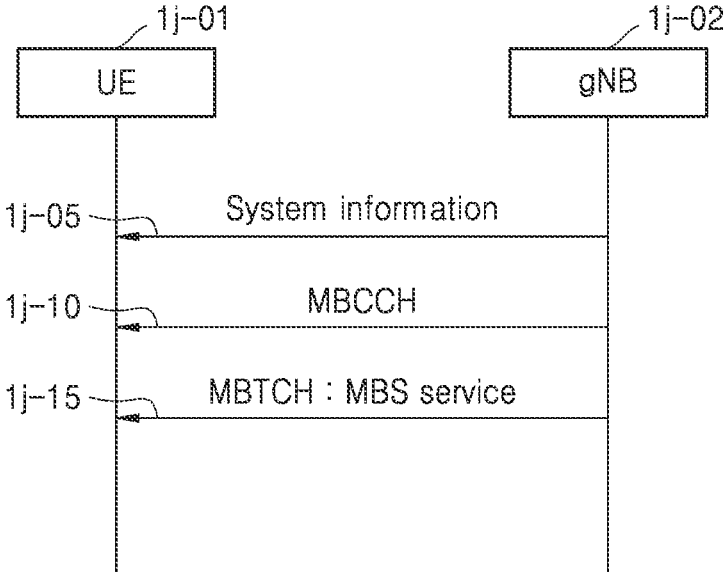 1j-01
1j-02
UE
gNB
System information
1j-05
MBCCH
1j-10
MBTCH : MBS service
1j-15